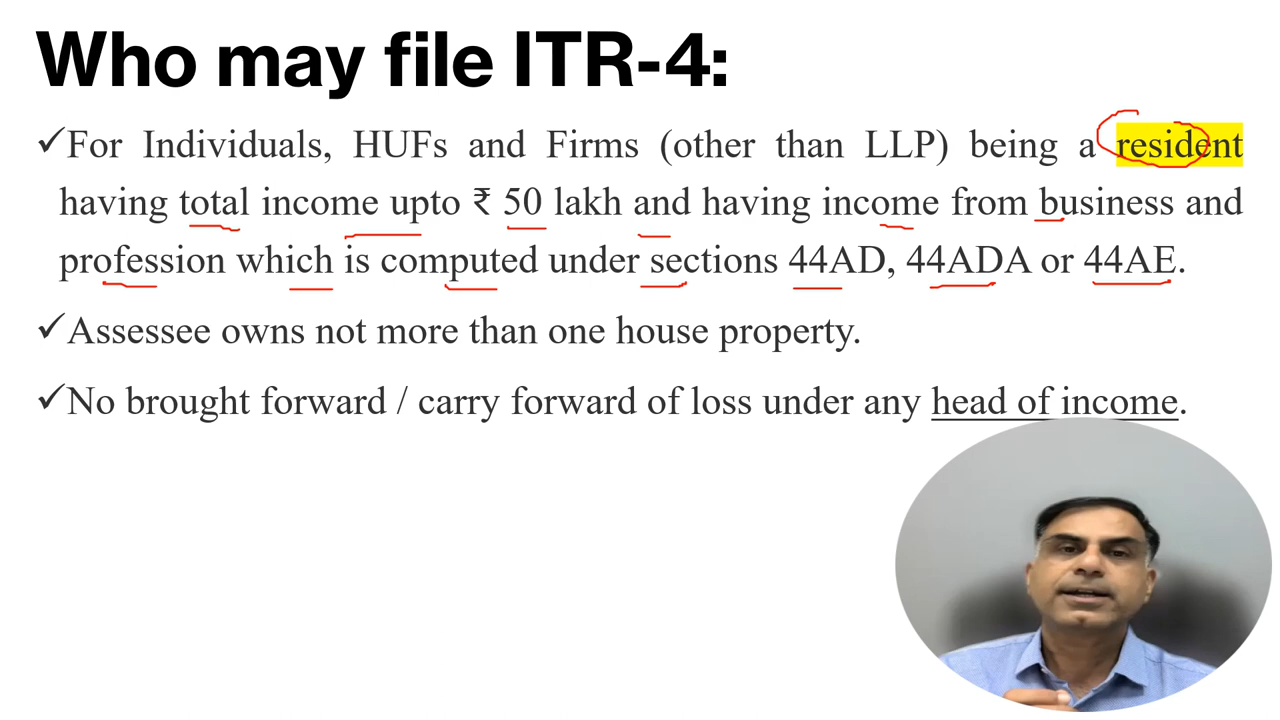 Who may file ITR-4:
✓For Individuals, HUFs and Firms (other than LLP) being a resident
having total income upto ₹ 50 lakh and having income from business and
profession which is computed under sections 44AD, 44ADA or 44AE.
✓Assessee owns not more than one house property.
✓No brought forward / carry forward of loss under any head of income.